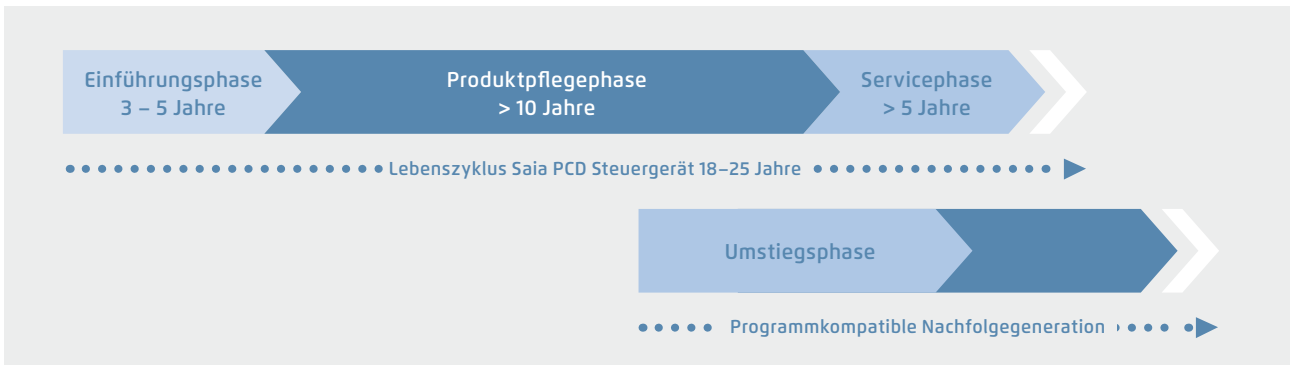 Einführungsphase
3 – 5 Jahre
Produktpflegephase
> 10 Jahre
Servicephase
> 5 Jahre
Lebenszyklus Saia PCD Steuergerät 18–25 Jahre
Umstiegsphase
Programmkompatible Nachfolgegeneration